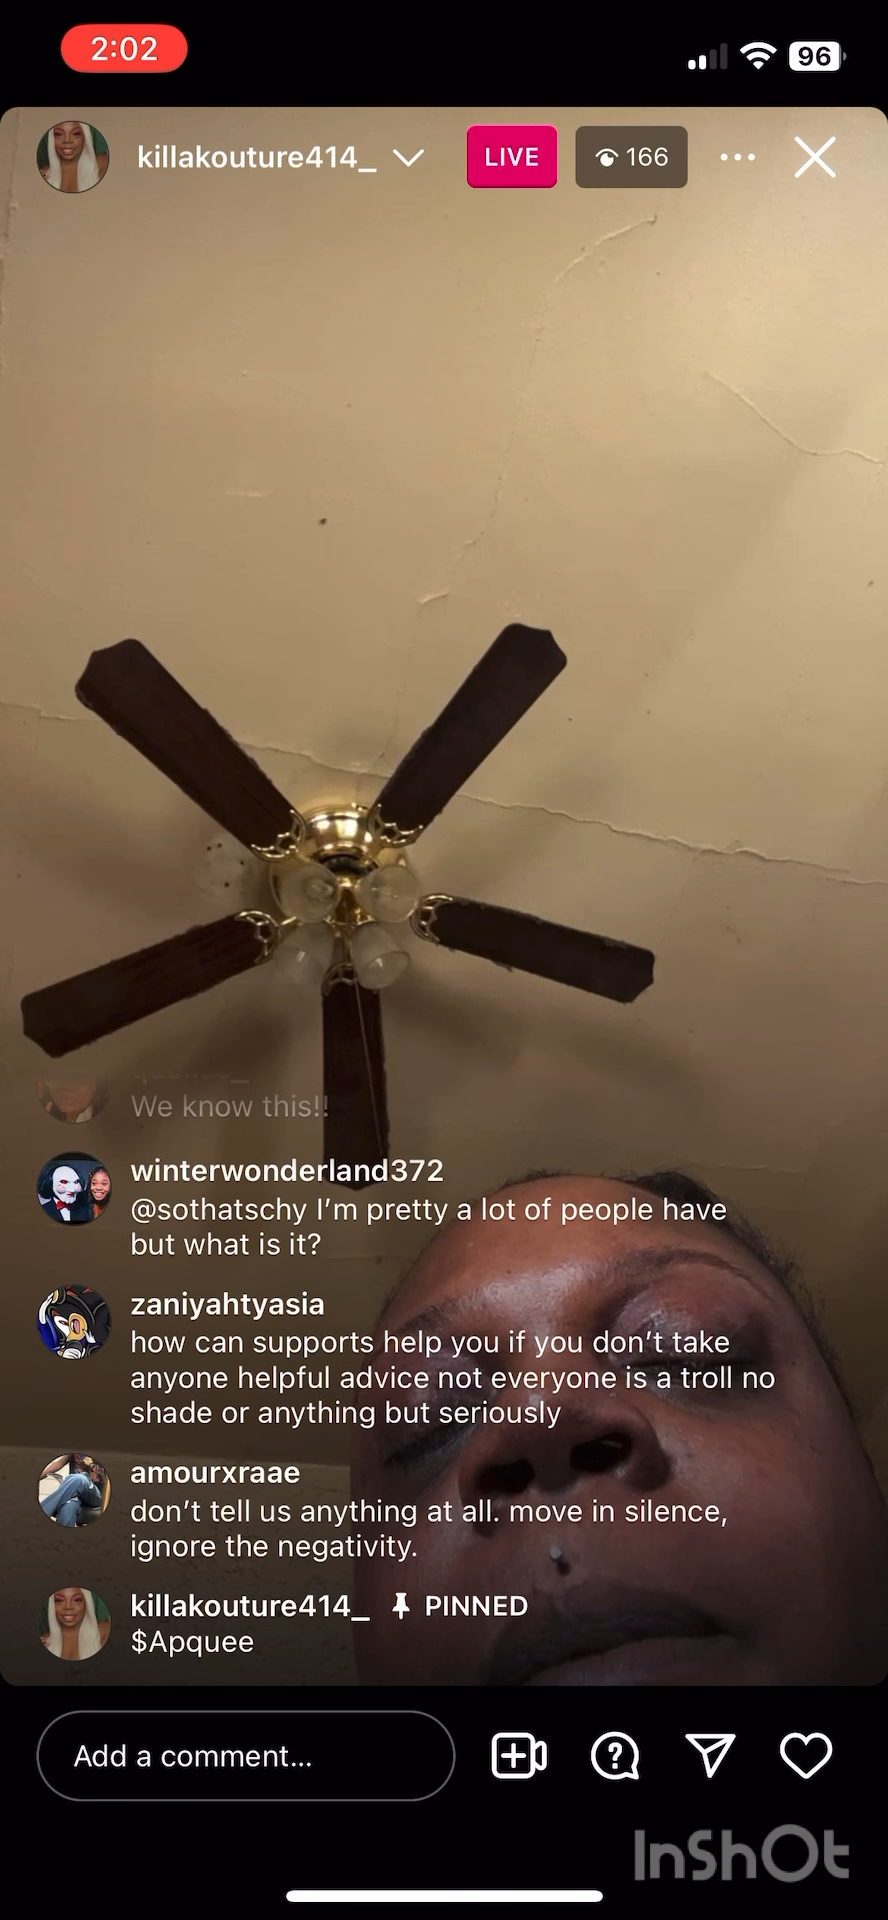 2:02
96
killakouture414_
LIVE
166
We know this!!
winterwonderland372
@sothatschy I’m pretty a lot of people have
but what is it?
zaniyahtyasia
how can supports help you if you don’t take
anyone helpful advice not everyone is a troll no
shade or anything but seriously
amourxraae
don’t tell us anything at all. move in silence,
ignore the negativity.
killakouture414_ PINNED
$Apquee
Add a comment...
InShOt